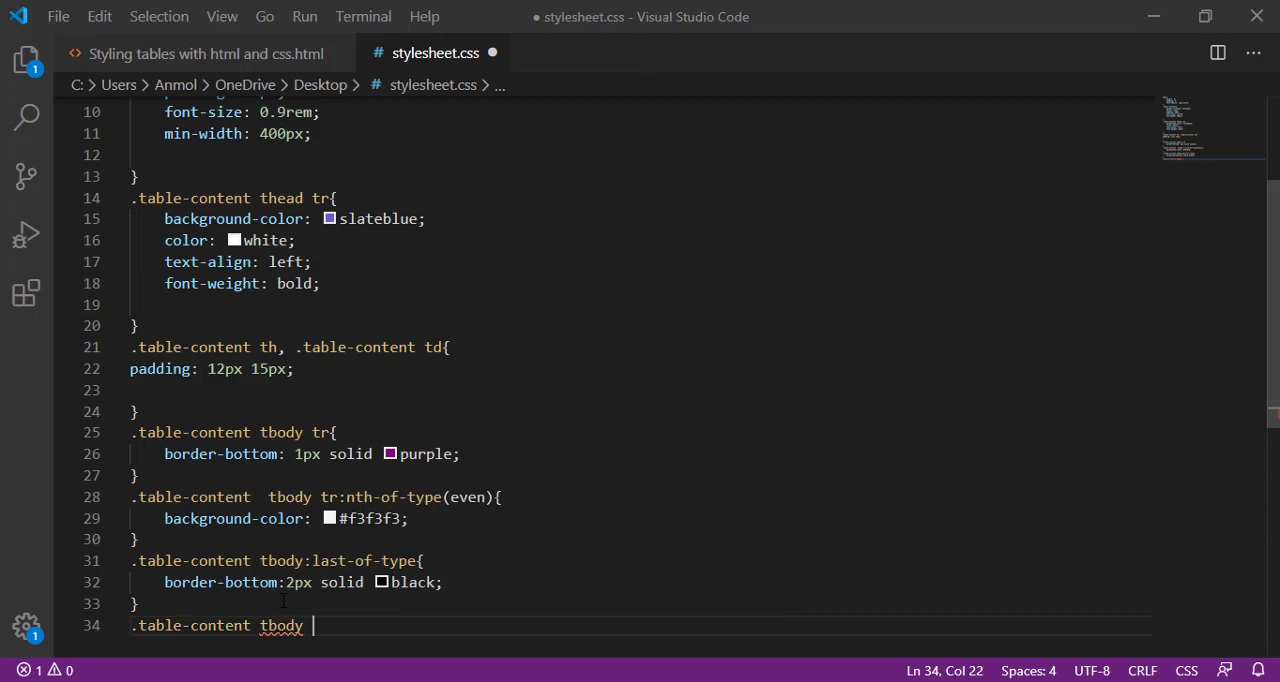 File Edit Selection View Go Run Terminal Help ● stylesheet.css - Visual Studio Code
<> Styling tables with html and css.html # stylesheet.css ●
C: > Users > Anmol > OneDrive > Desktop > # stylesheet.css > ...
10 font-size: 0.9rem;
11 min-width: 400px;
12
13 }
14 .table-content thead tr{
15 background-color: slateblue;
16 color: white;
17 text-align: left;
18 font-weight: bold;
19
20 }
21 .table-content th, .table-content td{
22 padding: 12px 15px;
23
24 }
25 .table-content tbody tr{
26 border-bottom: 1px solid purple;
27 }
28 .table-content  tbody tr:nth-of-type(even){
29 background-color: #f3f3f3;
30 }
31 .table-content tbody:last-of-type{
32 border-bottom:2px solid black;
33 }
34 .table-content tbody
1
1
1 0 Ln 34, Col 22 Spaces: 4 UTF-8 CRLF CSS